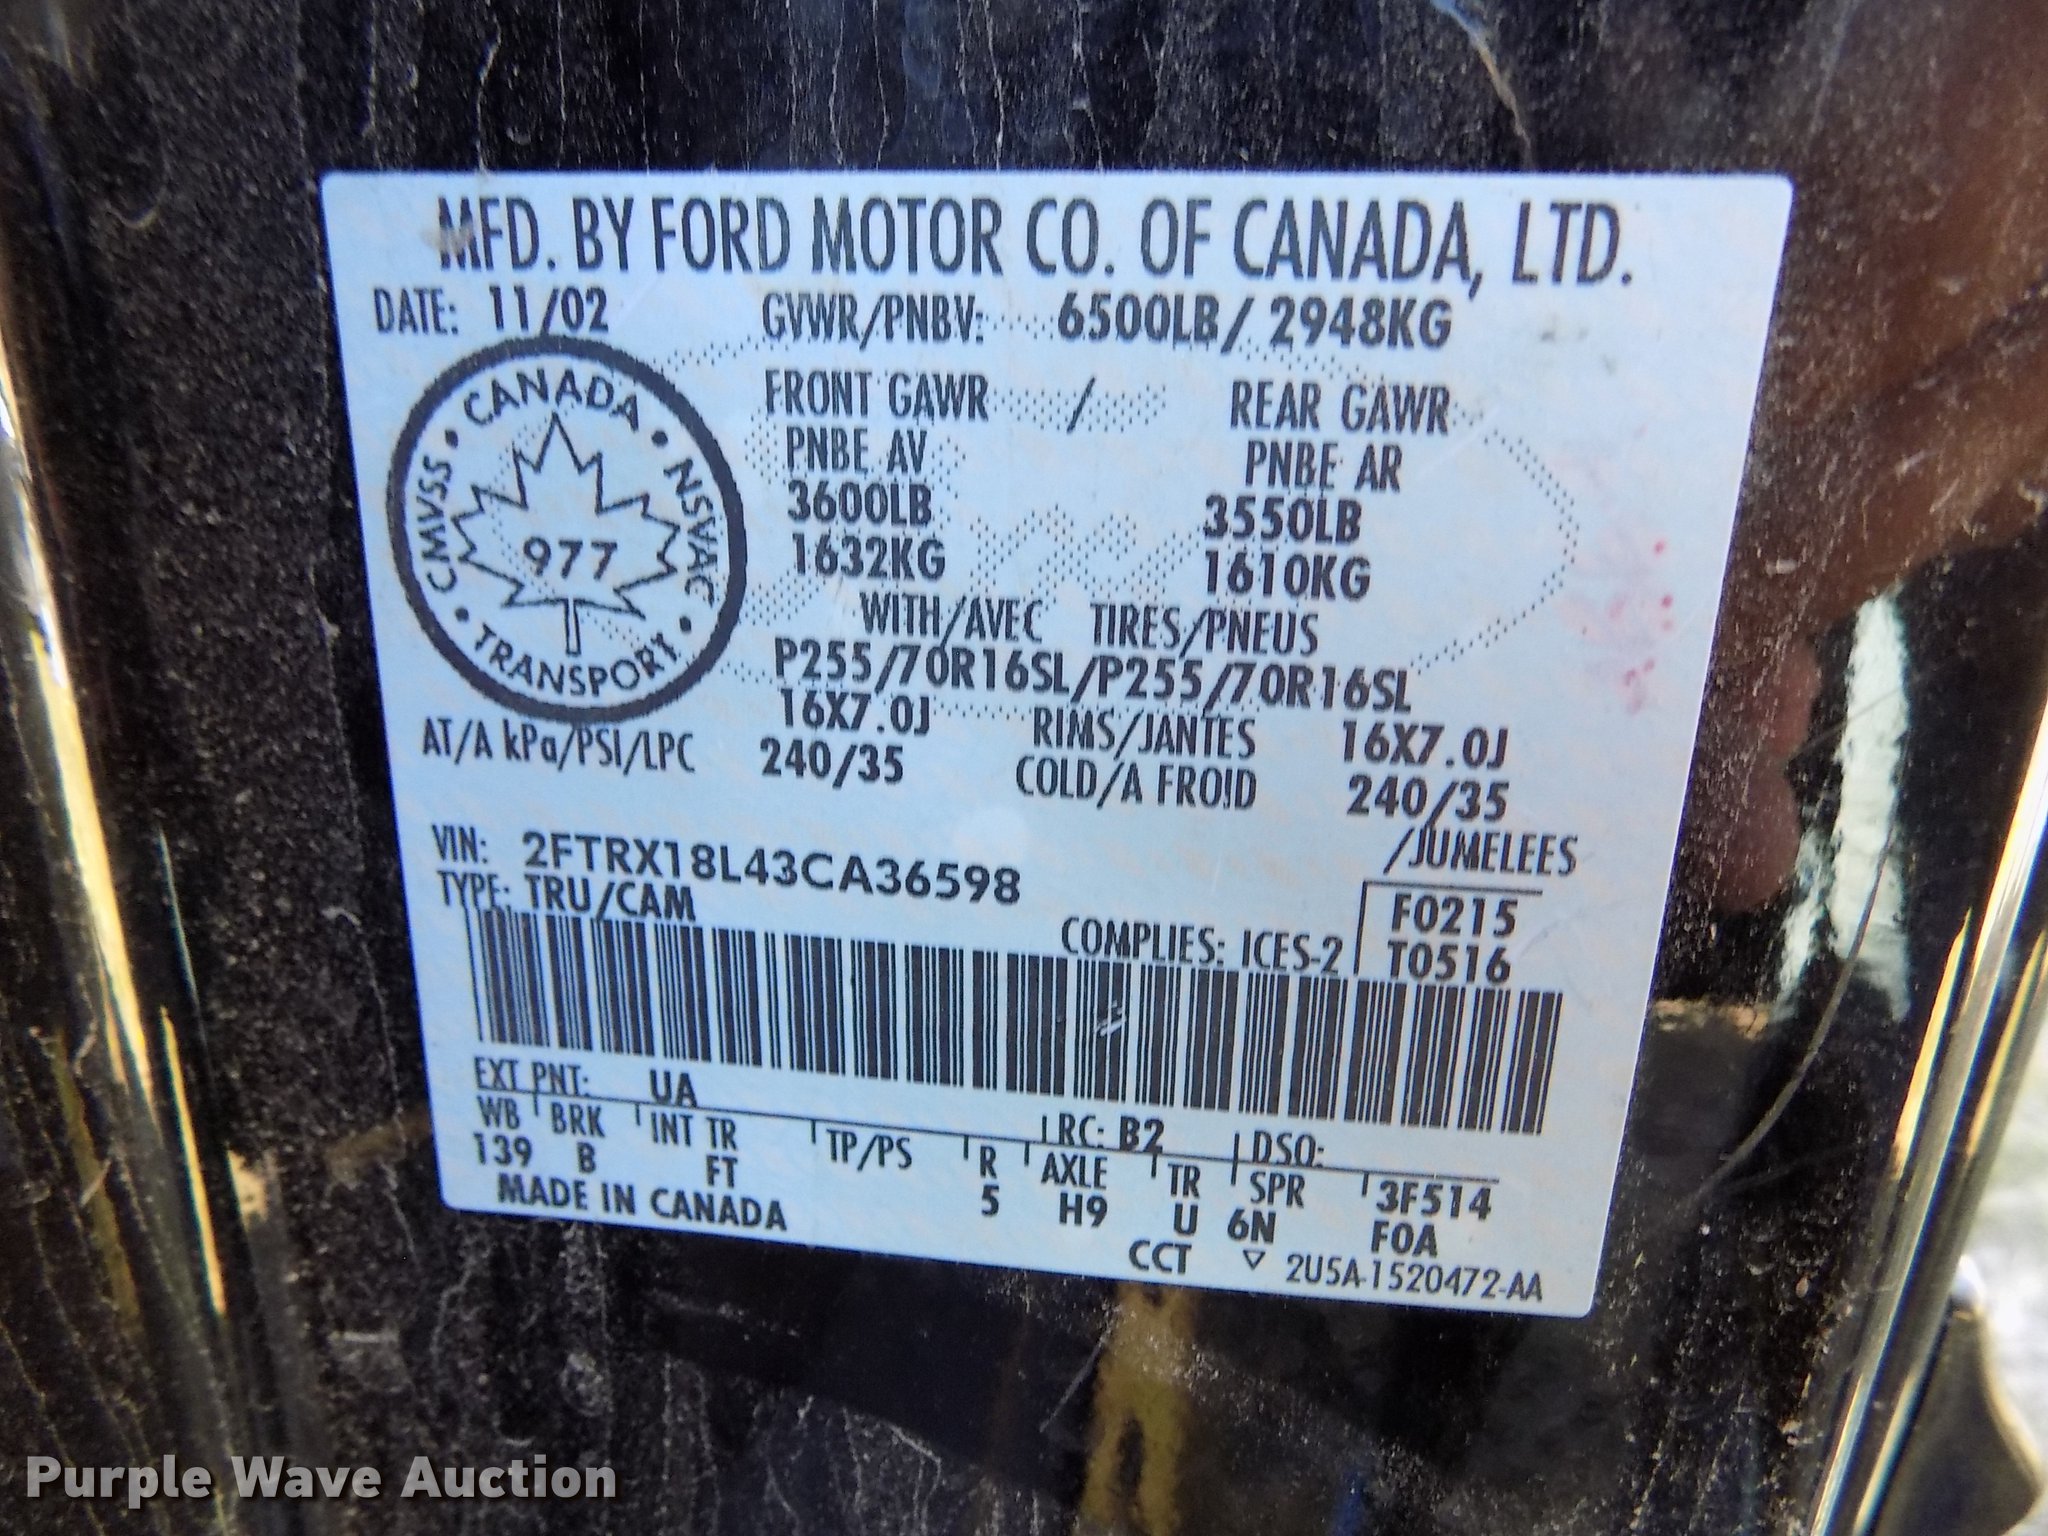 MFD. BY FORD MOTOR CO. OF CANADA, LTD.
DATE: 11/02 GVWR/PNBV: 6500LB/ 2948KG
CANADA
CMVSS • • NSVAC
977
• TRANSPORT •
FRONT GAWR / REAR GAWR
PNBE AV PNBE AR
3600LB 3550LB
1632KG 1610KG
WITH/AVEC TIRES/PNEUS
P255/70R16SL/P255/70R16SL
16X7.0J RIMS/JANTES 16X7.0J
AT/A kPa/PSI/LPC 240/35 COLD/A FROID 240/35
/JUMELEES
VIN: 2FTRX18L43CA36598
TYPE: TRU/CAM
COMPLIES: ICES-2
F0215
T0516
EXT PNT: UA RC: B2 DSO:
WB BRK INT TR TP/PS R AXLE TR SPR 3F514
139 B FT 5 H9 U 6N F0A
MADE IN CANADA
CCT ▽ 2U5A-1520472-AA
Purple Wave Auction